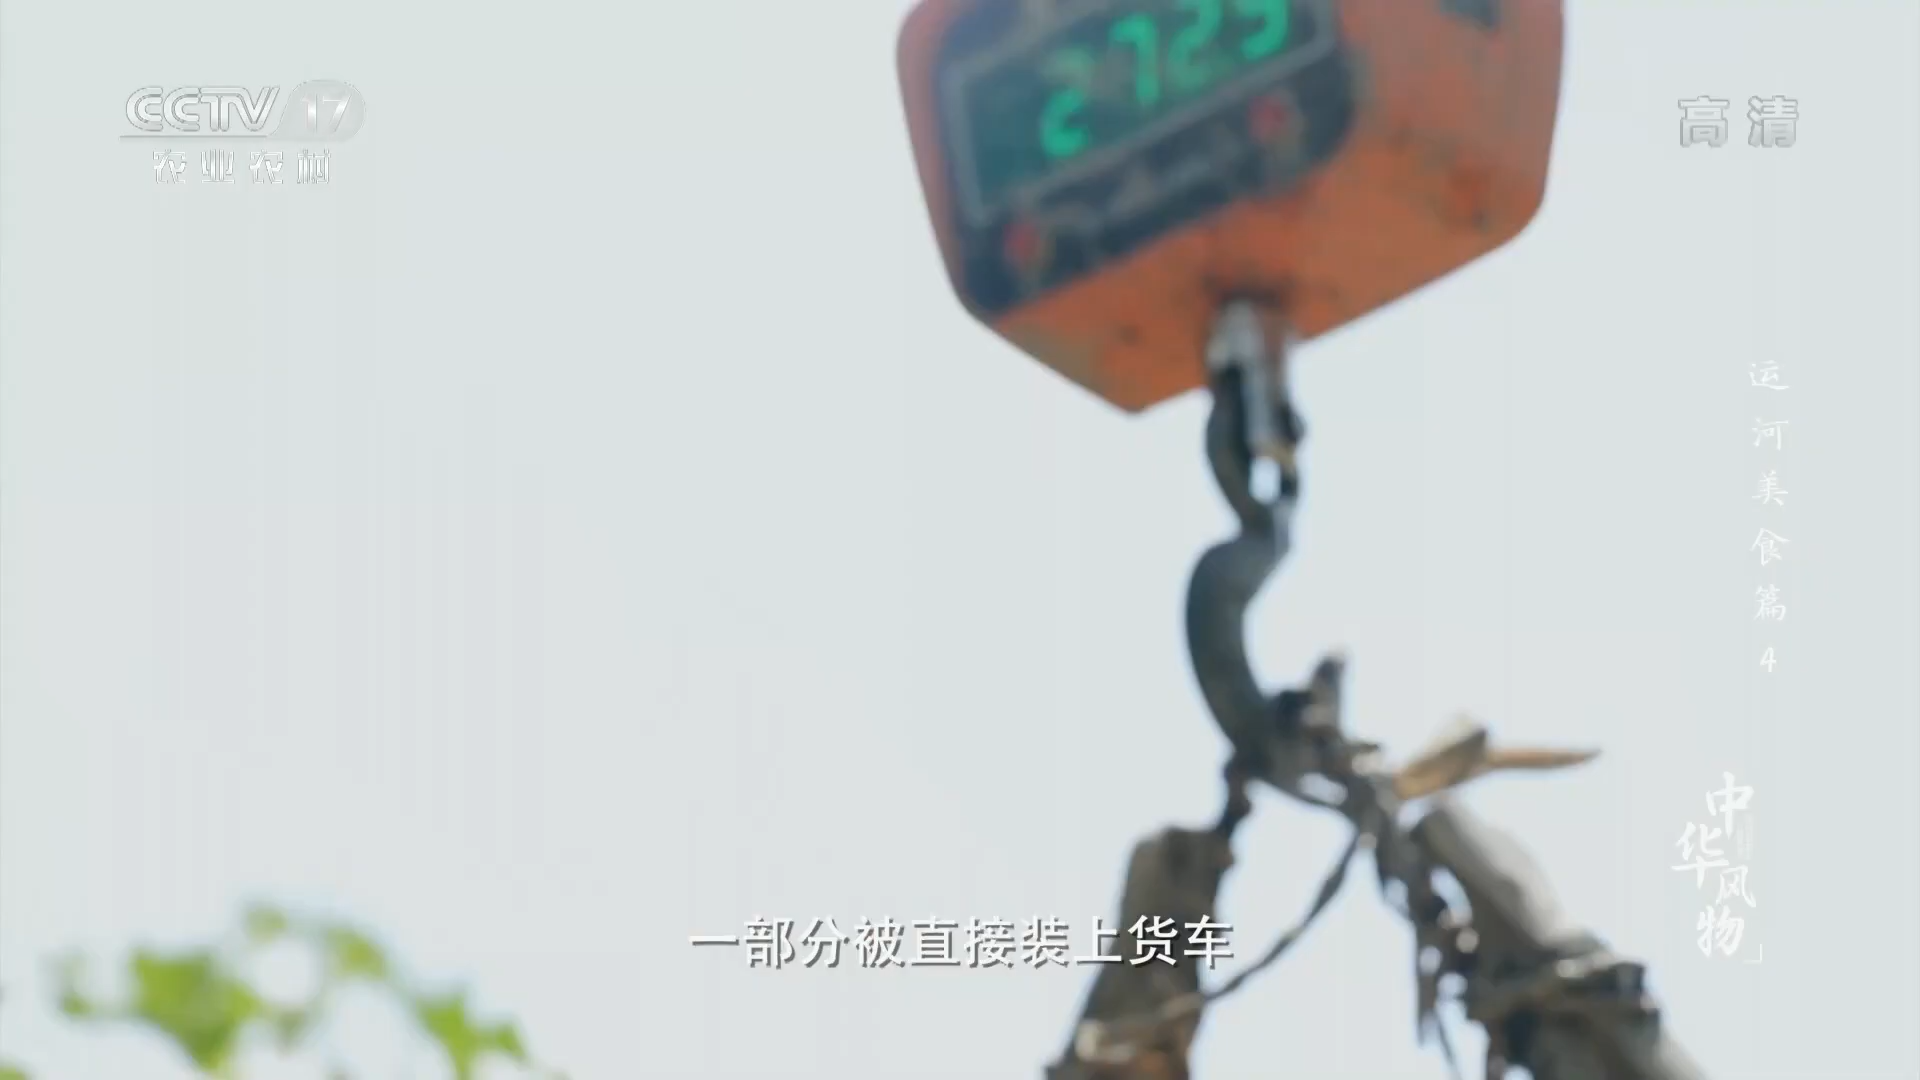 CCTV 17
农业农村
高清
运河美食篇4
中华风物
一部分被直接装上货车